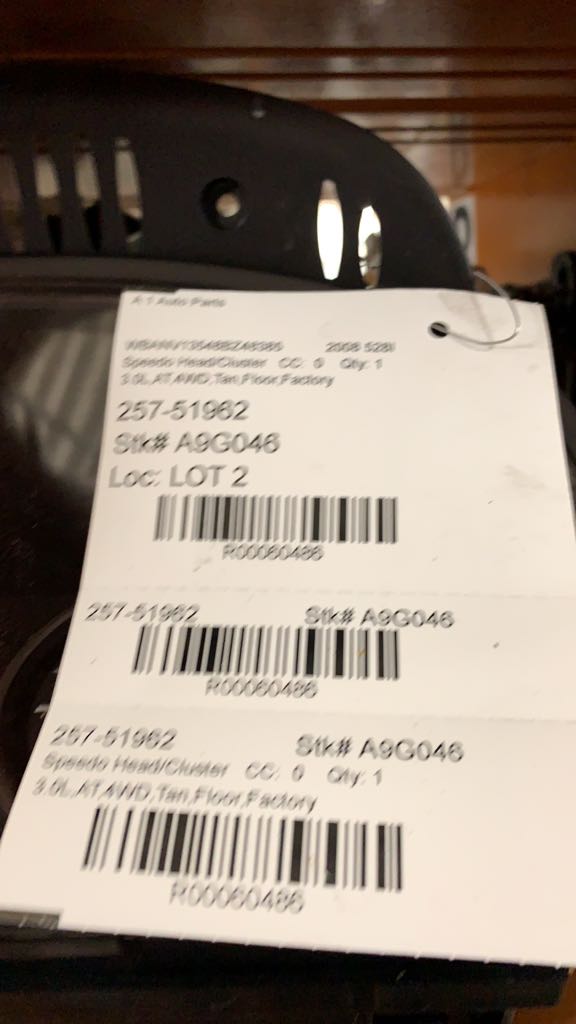 A 1 Auto Parts
2008 528I
Speedo Head/Cluster CC: 0 Qty: 1
3.0L,AT,4WD,Tan,Floor,Factory
257-51962
Stk# A9G046
Loc: LOT 2
R00060486
257-51962 Stk# A9G046
R00060486
257-51962 Stk# A9G046
Speedo Head/Cluster CC: 0 Qty: 1
3.0L,AT,4WD,Tan,Floor,Factory
R00060486